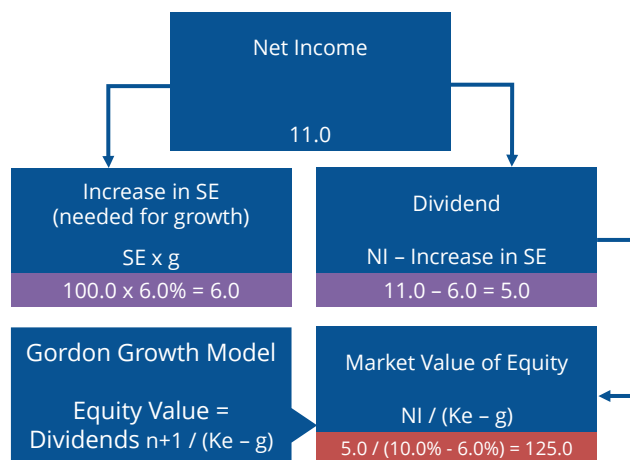 Net Income
11.0
Increase in SE
(needed for growth)
SE x g
100.0 x 6.0% = 6.0
Dividend
NI – Increase in SE
11.0 – 6.0 = 5.0
Gordon Growth Model
Equity Value =
Dividends n+1 / (Ke – g)
Market Value of Equity
NI / (Ke – g)
5.0 / (10.0% - 6.0%) = 125.0